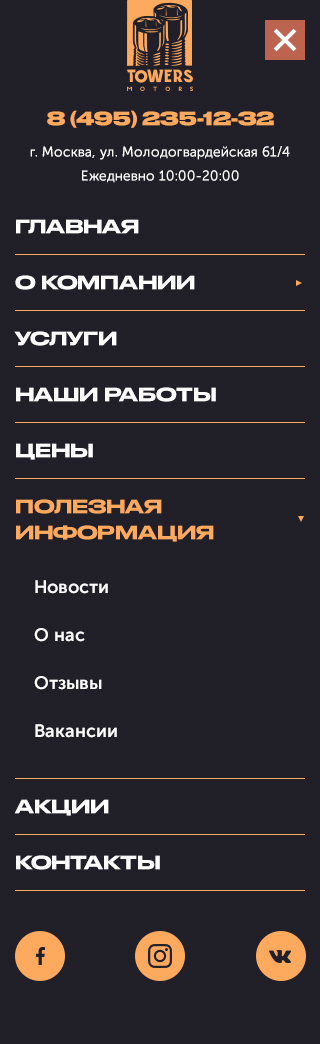 TOWERS
MOTORS
8 (495) 235-12-32
г. Москва, ул. Молодогвардейская 61/4
Ежедневно 10:00-20:00
ГЛАВНАЯ
О КОМПАНИИ
УСЛУГИ
НАШИ РАБОТЫ
ЦЕНЫ
ПОЛЕЗНАЯ
ИНФОРМАЦИЯ
Новости
О нас
Отзывы
Вакансии
АКЦИИ
КОНТАКТЫ